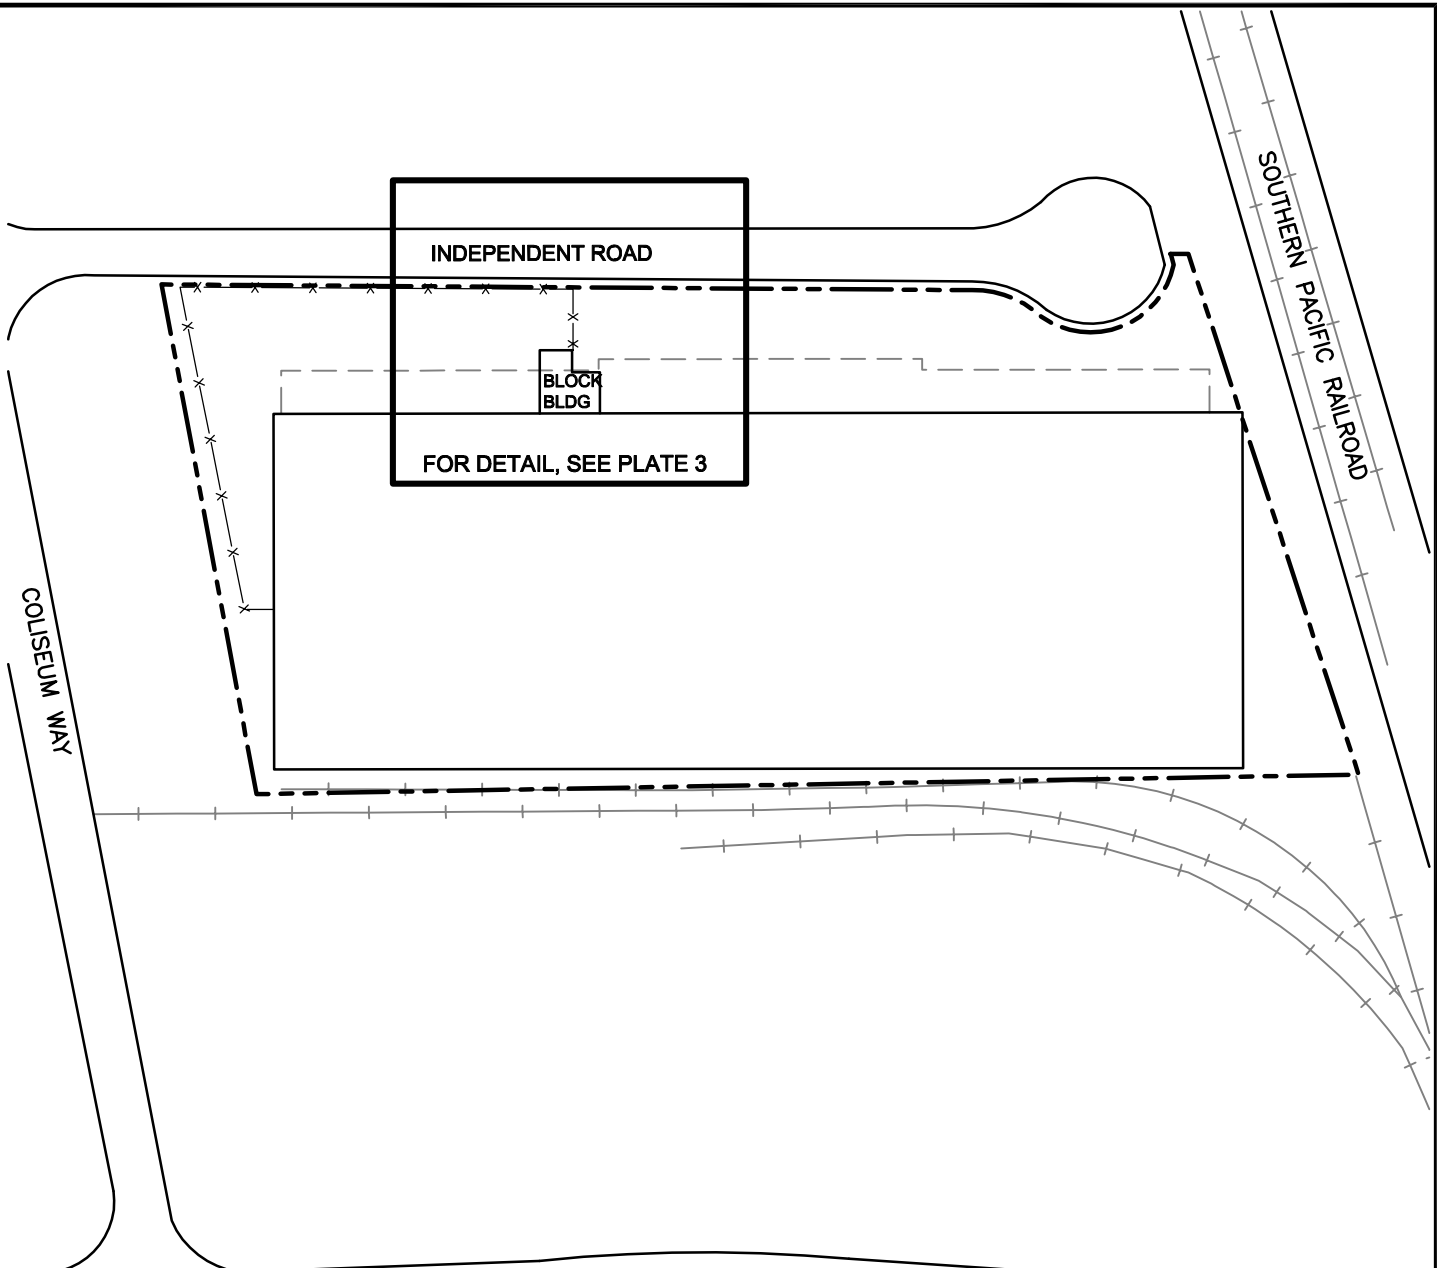 SOUTHERN PACIFIC RAILROAD
INDEPENDENT ROAD
BLOCK
BLDG
FOR DETAIL, SEE PLATE 3
COLISEUM WAY